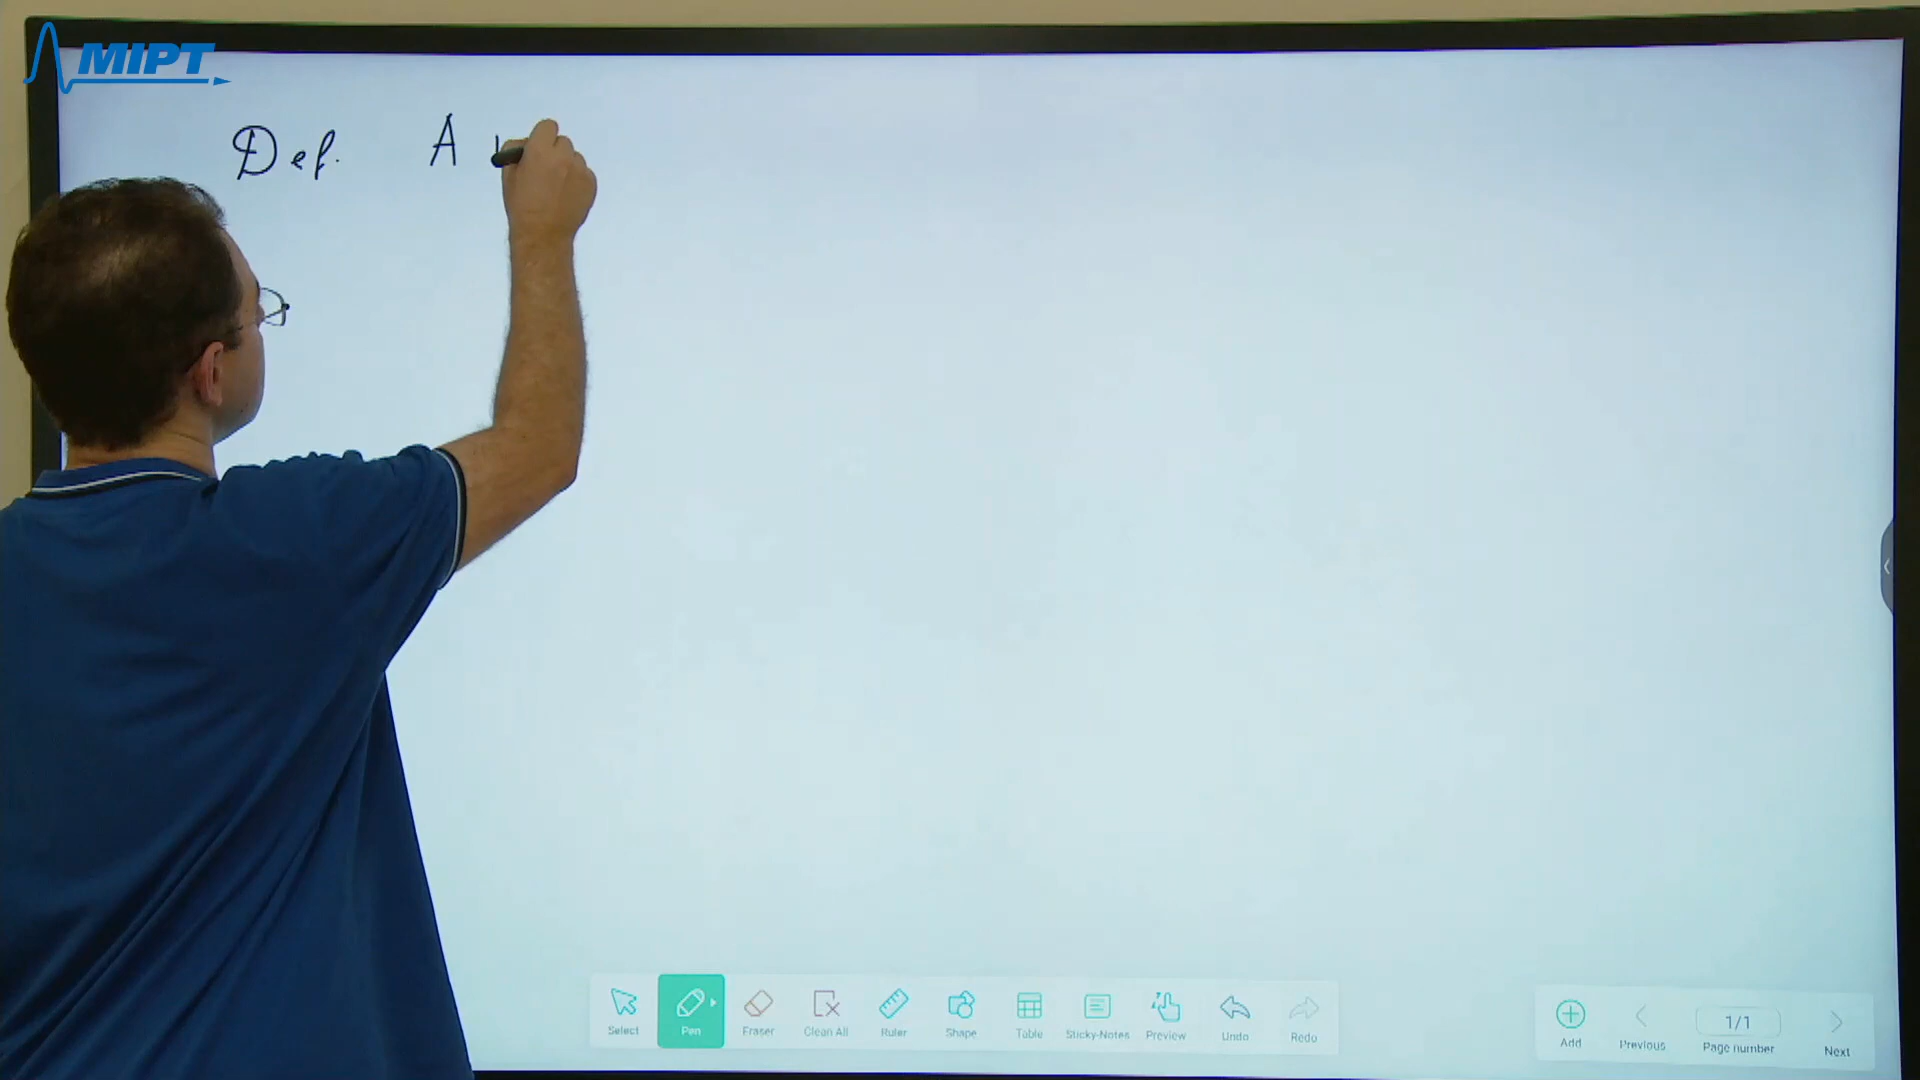 MIPT
Def. A
Select Pen Eraser Clean All Ruler Shape Table Sticky-Notes Preview Undo Redo
Add Previous 1/1 Page number Next